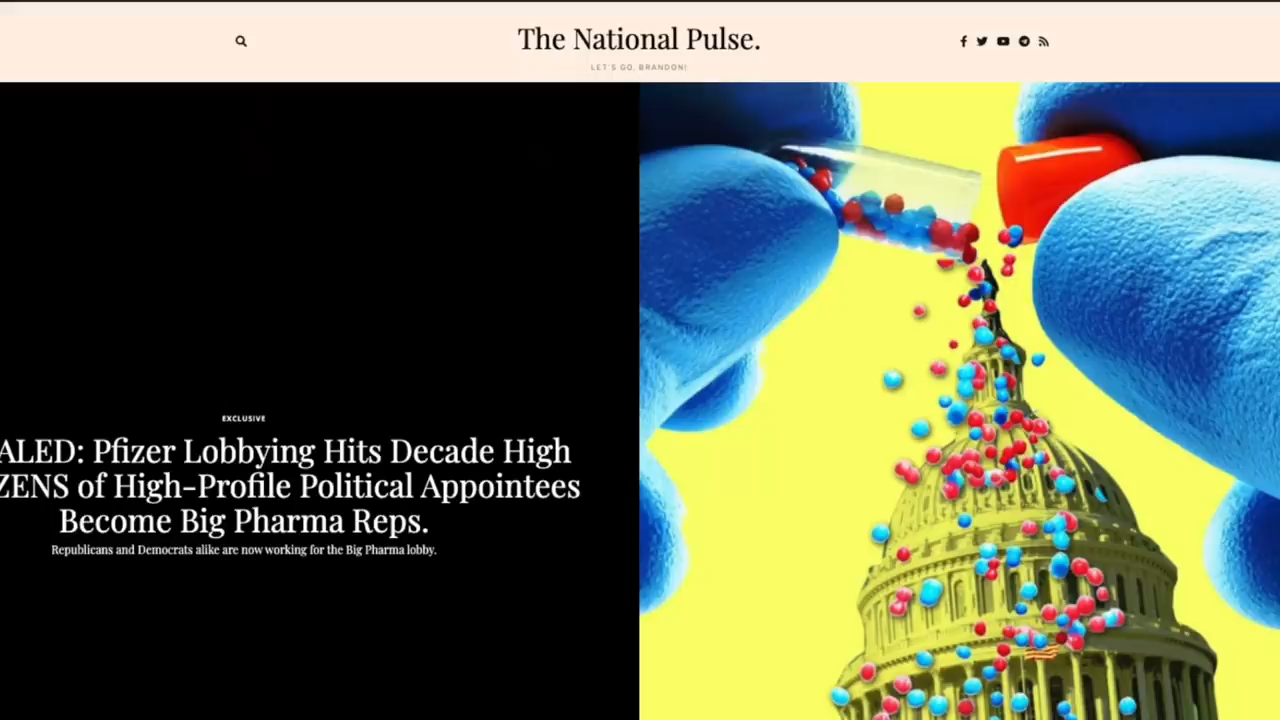 The National Pulse.
LET'S GO, BRANDON!
EXCLUSIVE
ALED: Pfizer Lobbying Hits Decade High
ZENS of High-Profile Political Appointees
Become Big Pharma Reps.
Republicans and Democrats alike are now working for the Big Pharma lobby.